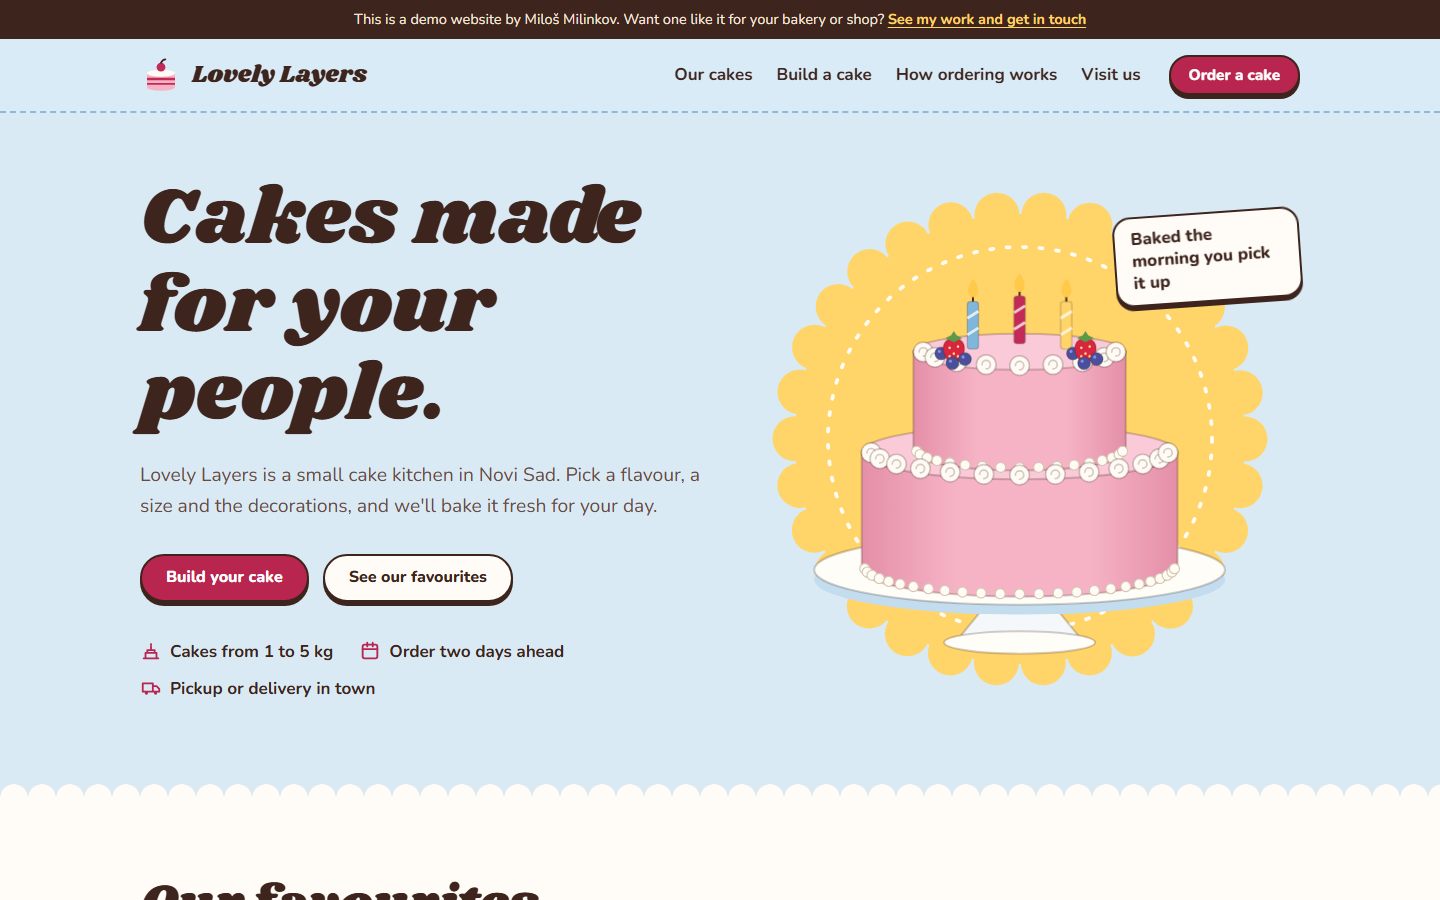 This is a demo website by Miloš Milinkov. Want one like it for your bakery or shop? See my work and get in touch
Lovely Layers
Our cakes
Build a cake
How ordering works
Visit us
Order a cake
Cakes made
for your
people.
Baked the
morning you pick
it up
Lovely Layers is a small cake kitchen in Novi Sad. Pick a flavour, a
size and the decorations, and we'll bake it fresh for your day.
Build your cake
See our favourites
Cakes from 1 to 5 kg
Order two days ahead
Pickup or delivery in town
Our favourites